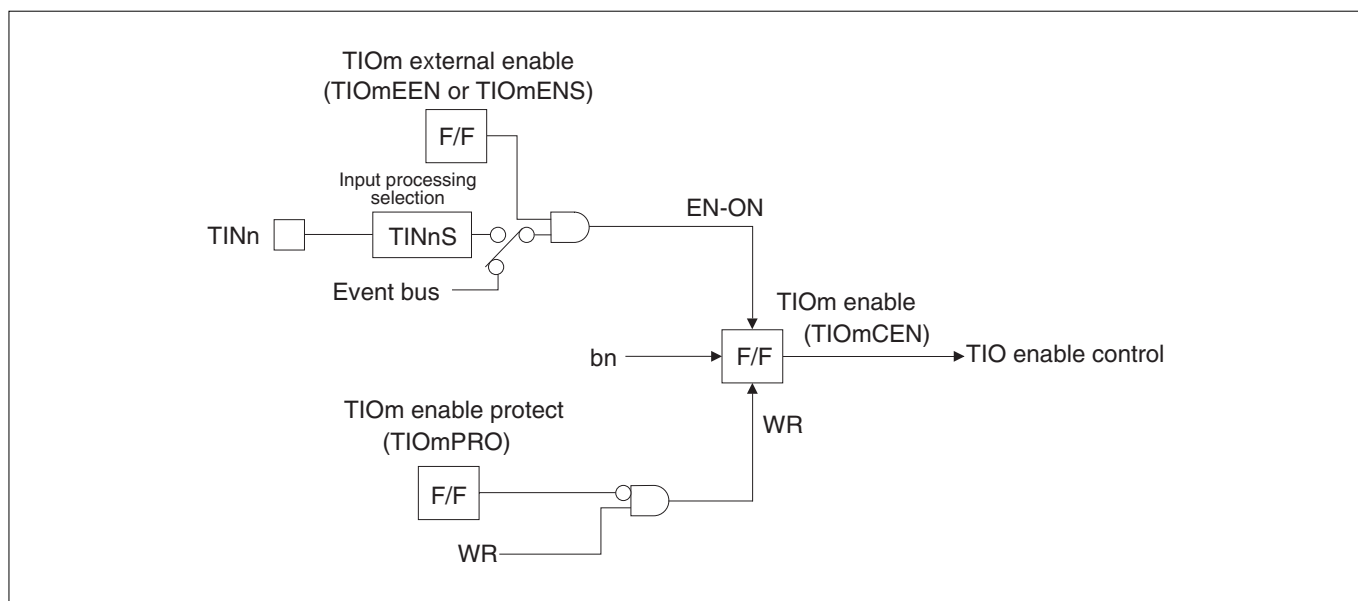 TIOm external enable
(TIOmEEN or TIOmENS)
F/F
Input processing
selection
EN-ON
TINn
TINnS
Event bus
TIOm enable
(TIOmCEN)
bn
F/F
TIO enable control
TIOm enable protect
(TIOmPRO)
WR
F/F
WR